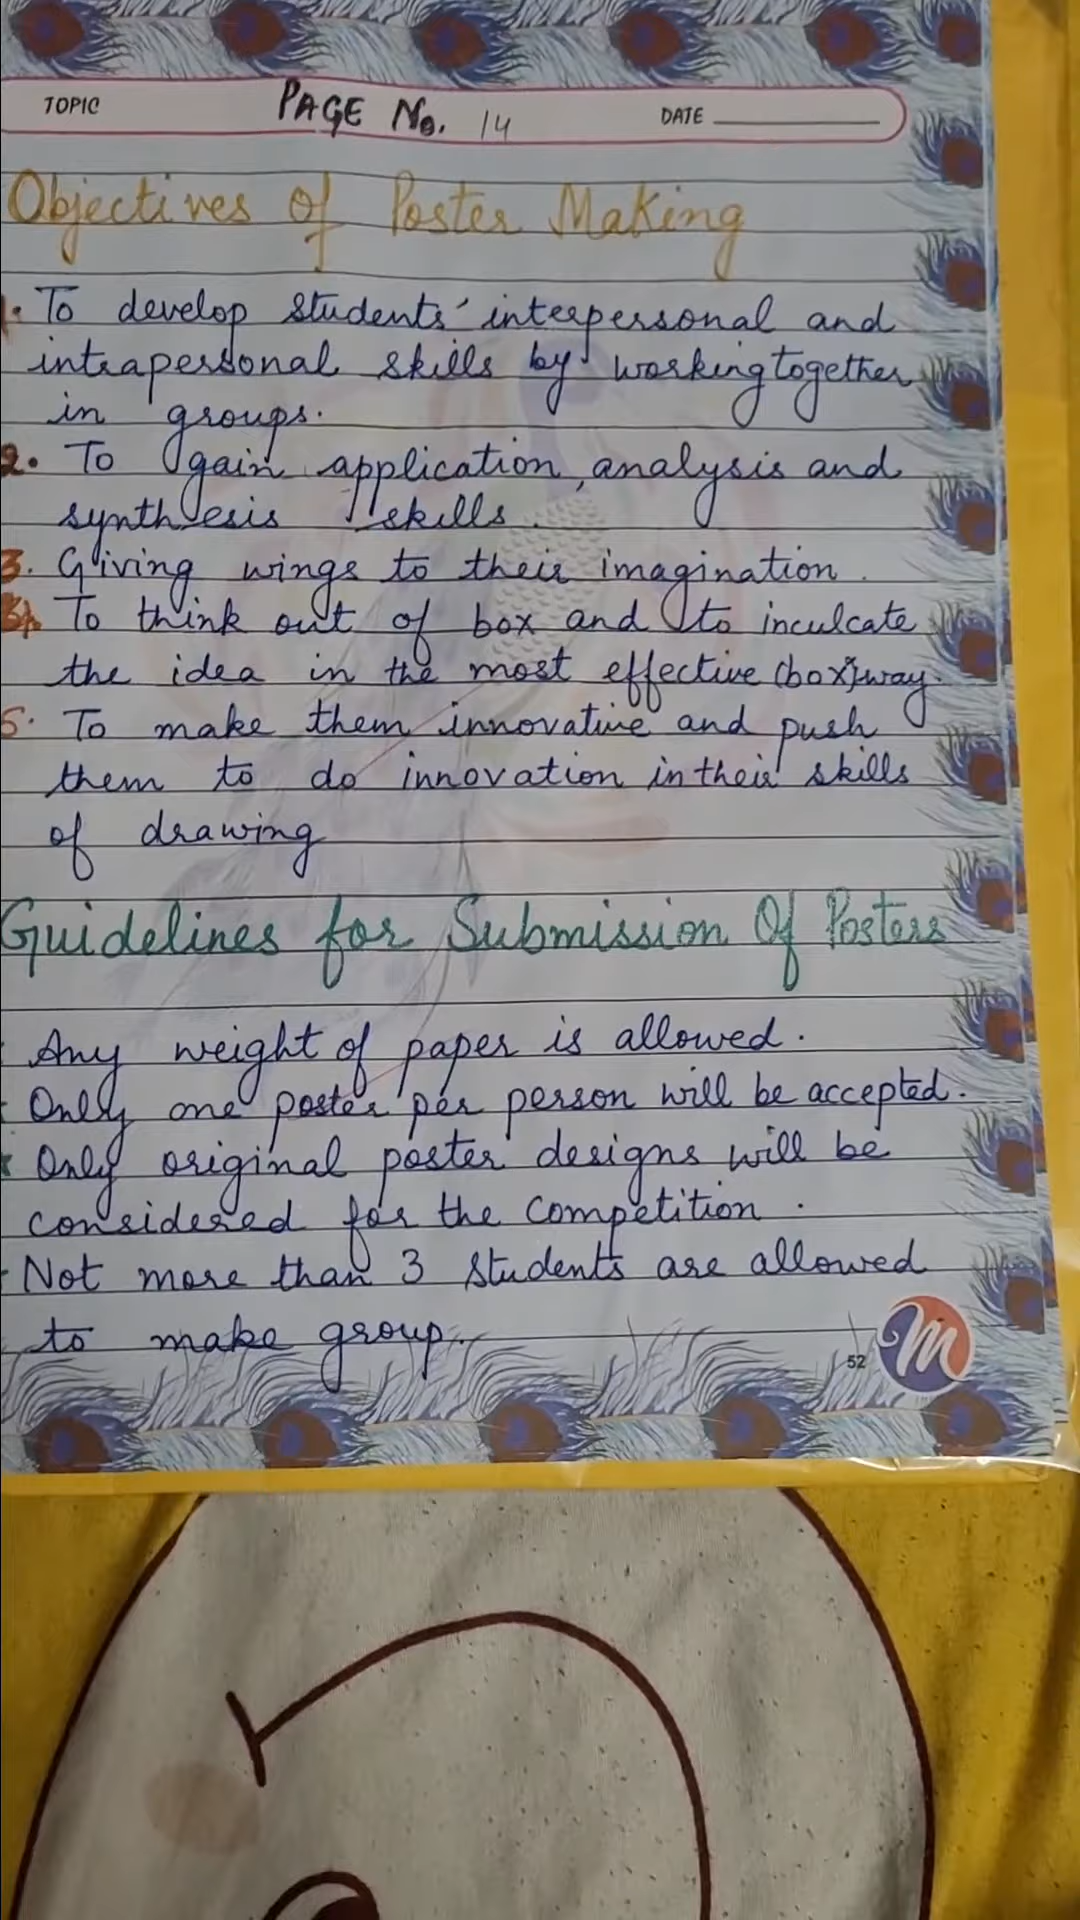 TOPIC PAGE No. 14 DATE
Objectives of Poster Making
1. To develop students' interpersonal and
intrapersonal skills by working together
in groups.
2. To gain application, analysis and
synthesis skills.
3. Giving wings to their imagination.
To think out of box and to inculcate
the idea in the most effective (box) way.
5. To make them innovative and push
them to do innovation in their skills
of drawing
Guidelines for Submission Of Posters
Any weight of paper is allowed.
Only one poster per person will be accepted.
Only original poster designs will be
considered for the competition.
Not more than 3 students are allowed
to make group.
52 M